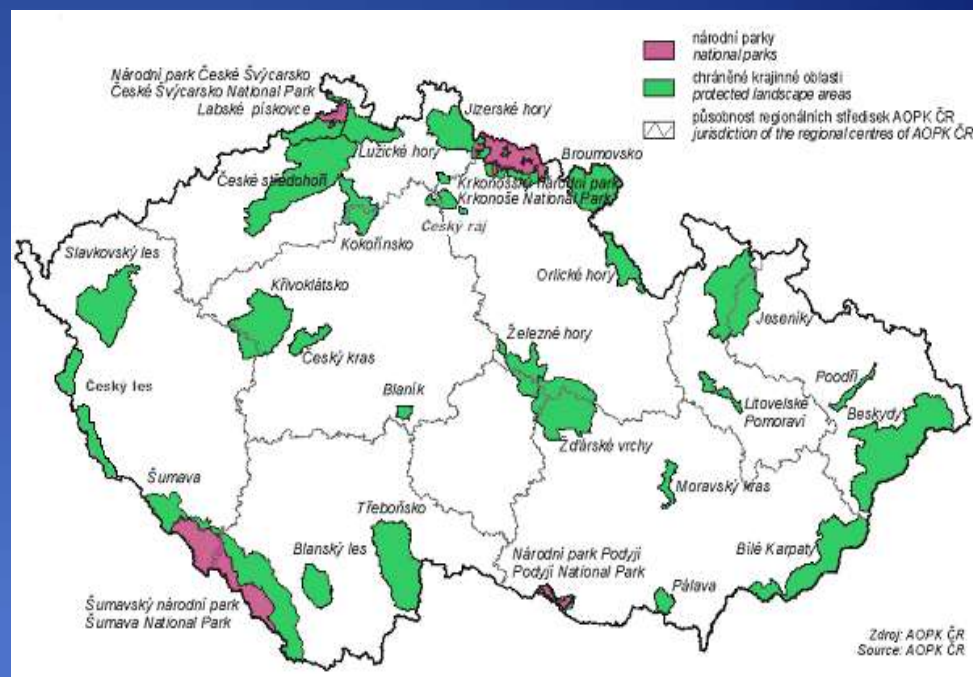 národní parky
national parks
chráněné krajinné oblasti
protected landscape areas
působnost regionálních středisek AOPK ČR
jurisdiction of the regional centres of AOPK ČR
Národní park České Švýcarsko
České Švýcarsko National Park
Labské pískovce
Jizerské hory
Lužické hory
Broumovsko
České středohoří
Krkonošský národní park
Krkonoše National Park
Kokořínsko
Český ráj
Slavkovský les
Orlické hory
Křivoklátsko
Jeseníky
Železné hory
Český kras
Český les
Blaník
Poodří
Litovelské
Pomoraví
Beskydy
Žďárské vrchy
Šumava
Moravský kras
Třeboňsko
Blanský les
Národní park Podyjí
Podyjí National Park
Bílé Karpaty
Pálava
Šumavský národní park
Šumava National Park
Zdroj: AOPK ČR
Source: AOPK ČR